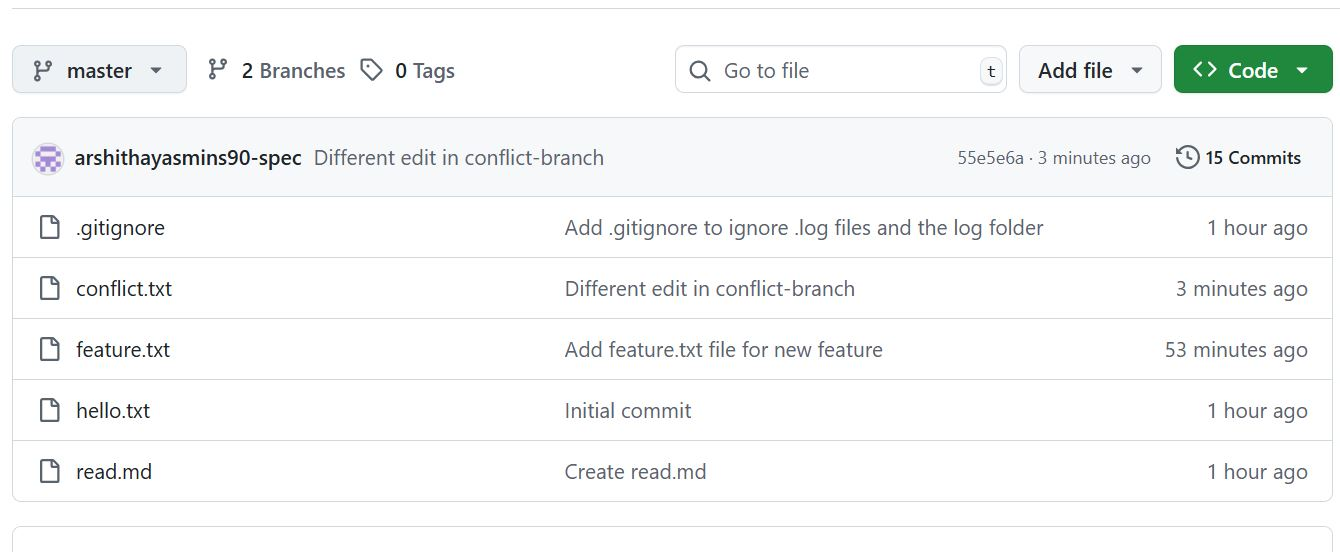 master 2 Branches 0 Tags Go to file t Add file Code
arshithayasmins90-spec Different edit in conflict-branch 55e5e6a · 3 minutes ago 15 Commits
.gitignore Add .gitignore to ignore .log files and the log folder 1 hour ago
conflict.txt Different edit in conflict-branch 3 minutes ago
feature.txt Add feature.txt file for new feature 53 minutes ago
hello.txt Initial commit 1 hour ago
read.md Create read.md 1 hour ago